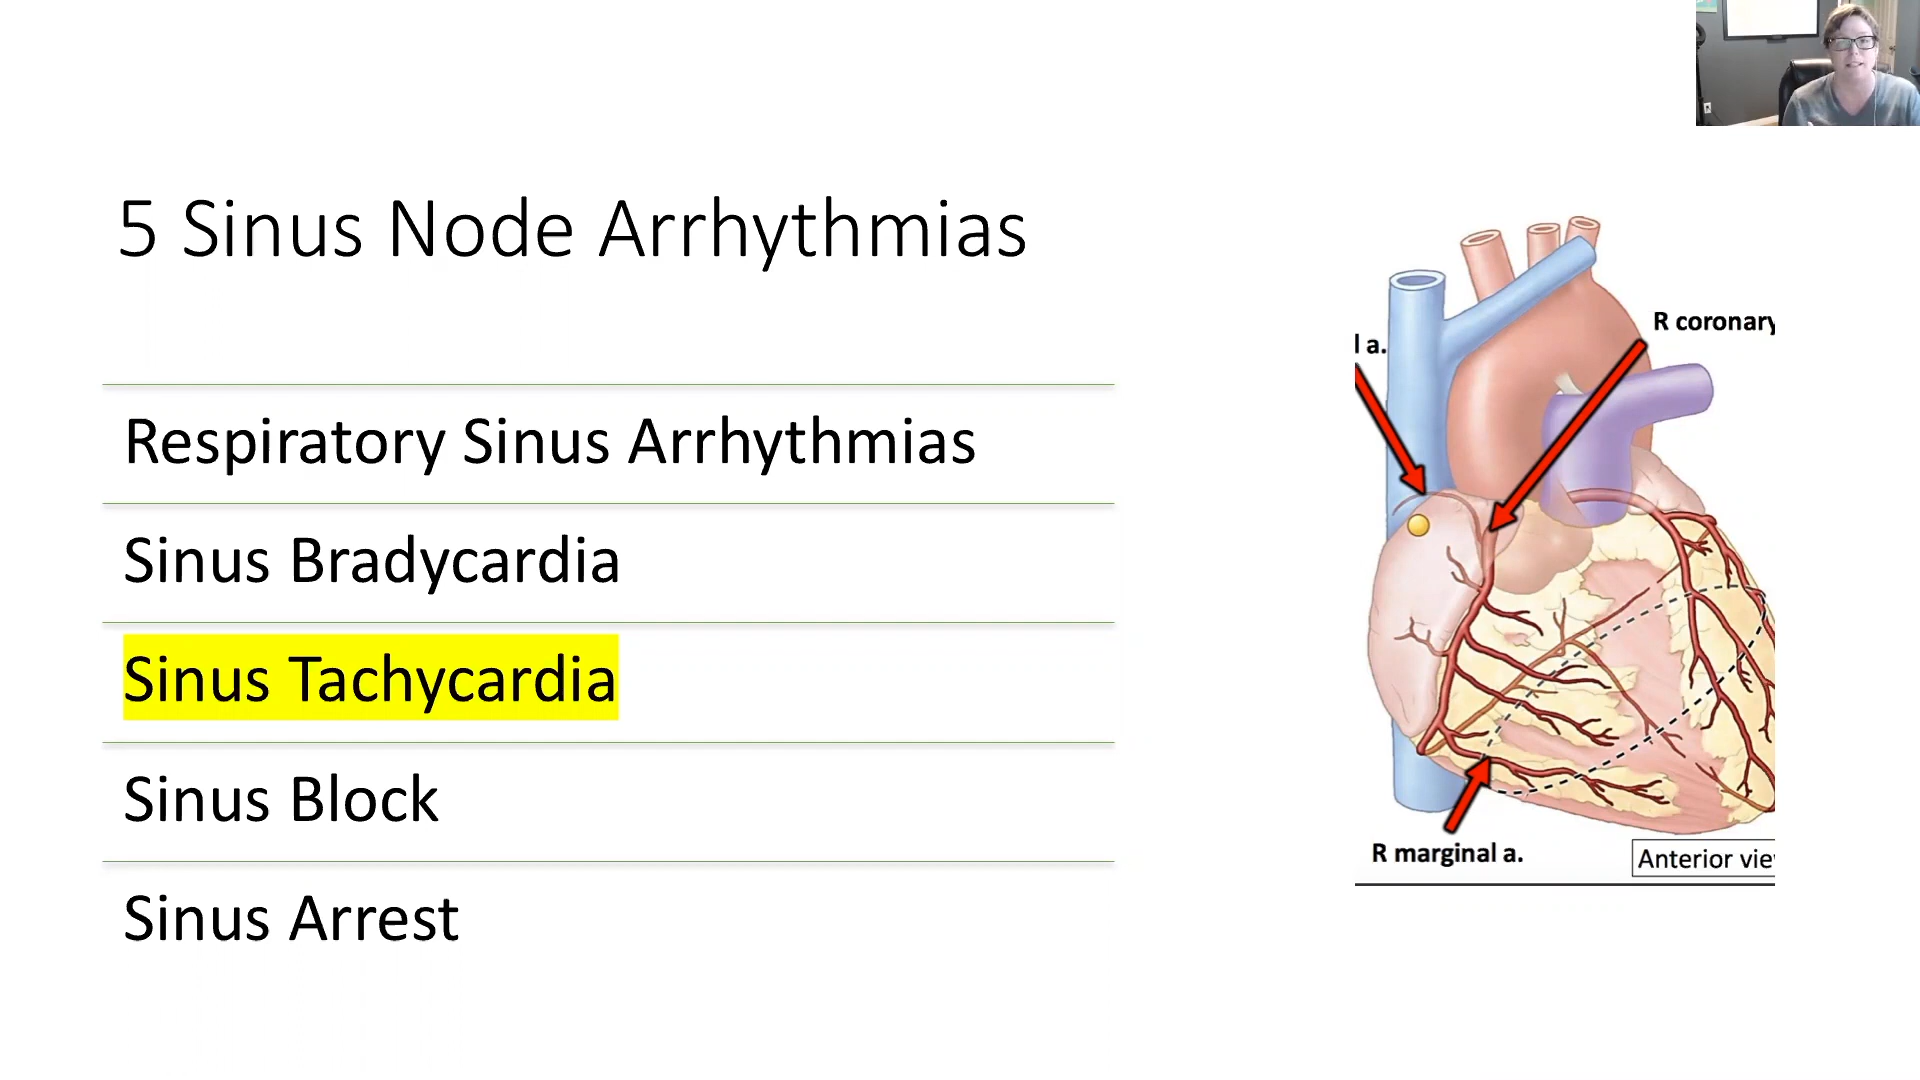 5 Sinus Node Arrhythmias
Respiratory Sinus Arrhythmias
Sinus Bradycardia
Sinus Tachycardia
Sinus Block
Sinus Arrest
R coronary
l a.
R marginal a.
Anterior vie